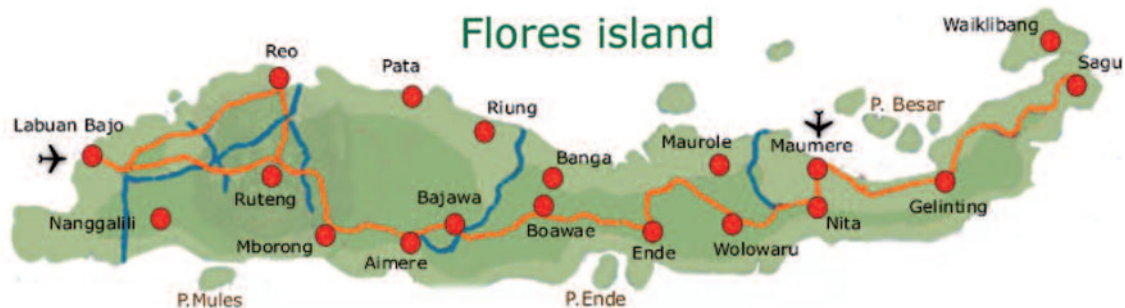 Flores island
Waiklibang
Reo
Sagu
Pata
P. Besar
Riung
Labuan Bajo
Maumere
Maurole
Banga
Ruteng
Bajawa
Nanggalili
Gelinting
Nita
Boawae
Mborong
Ende
Wolowaru
Aimere
P.Mules
P.Ende